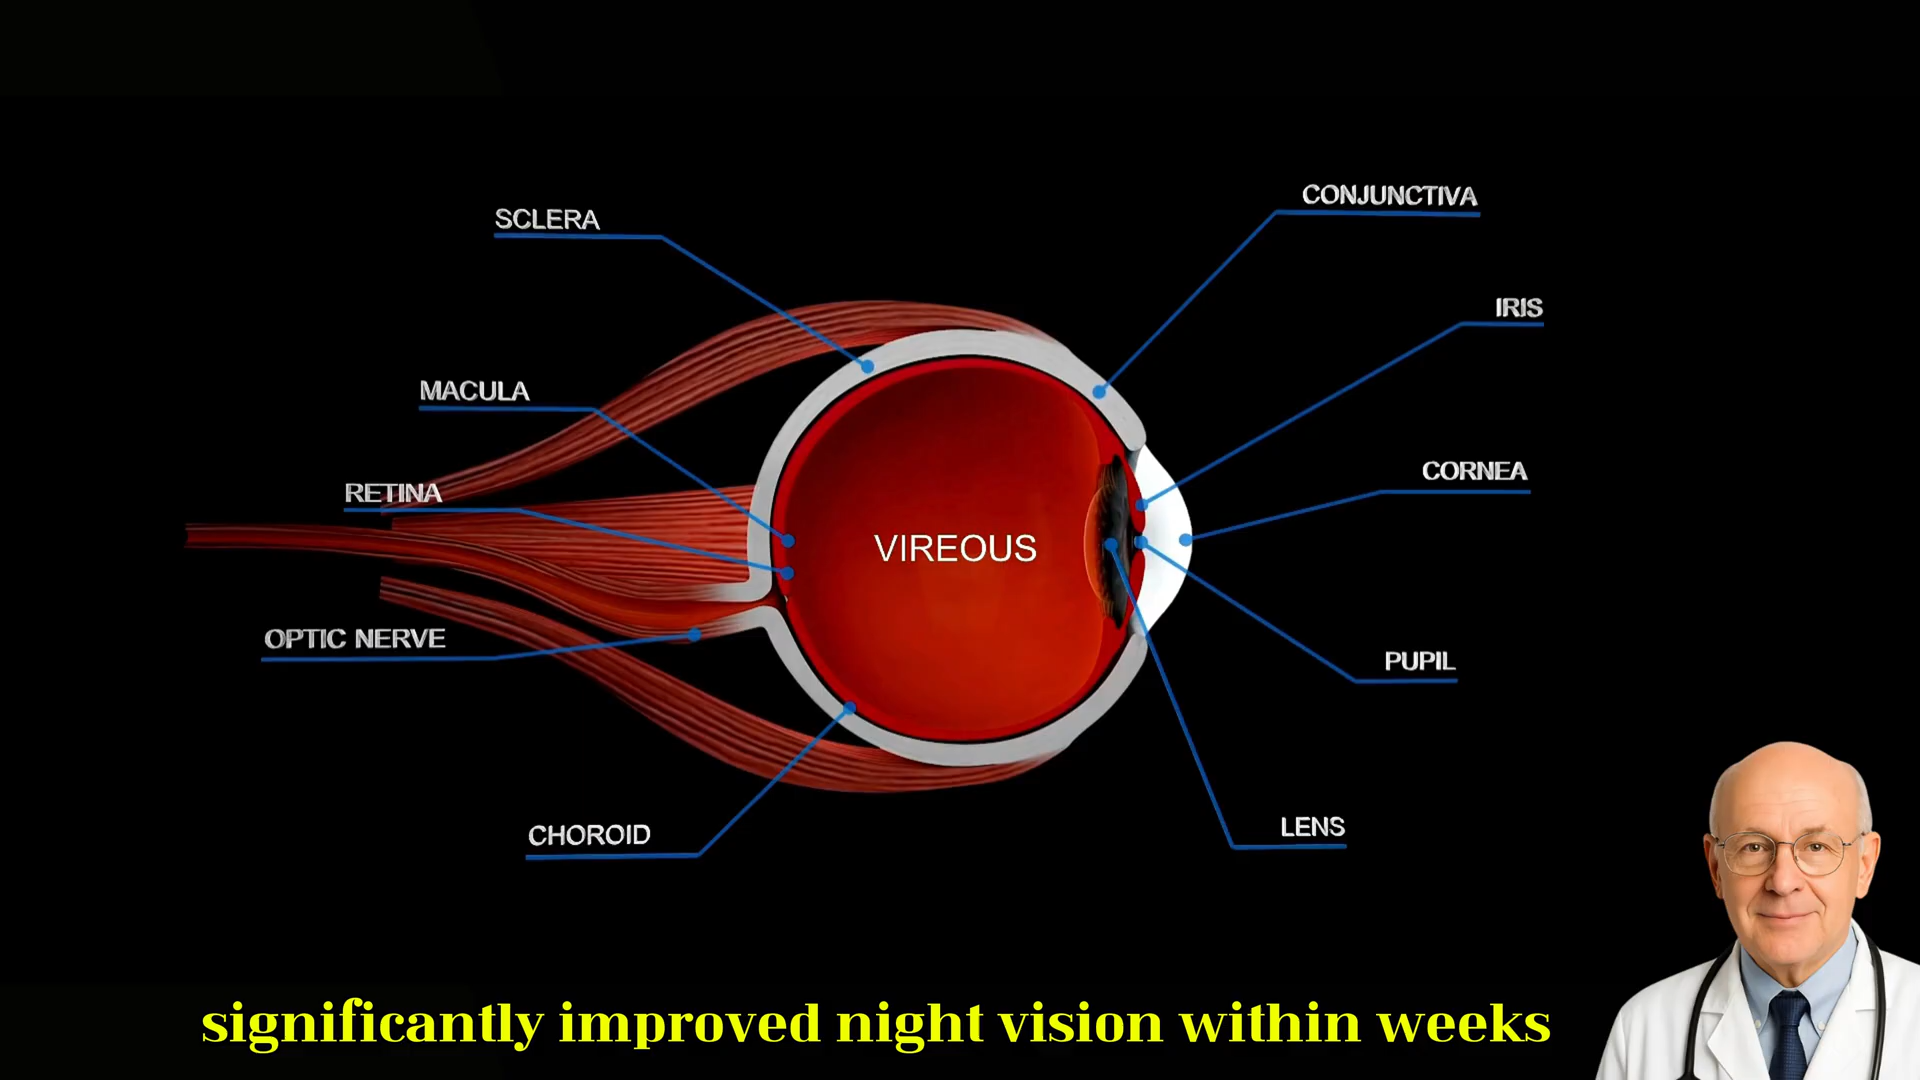 CONJUNCTIVA
SCLERA
IRIS
MACULA
CORNEA
RETINA
VIREOUS
OPTIC NERVE
PUPIL
LENS
CHOROID
significantly improved night vision within weeks